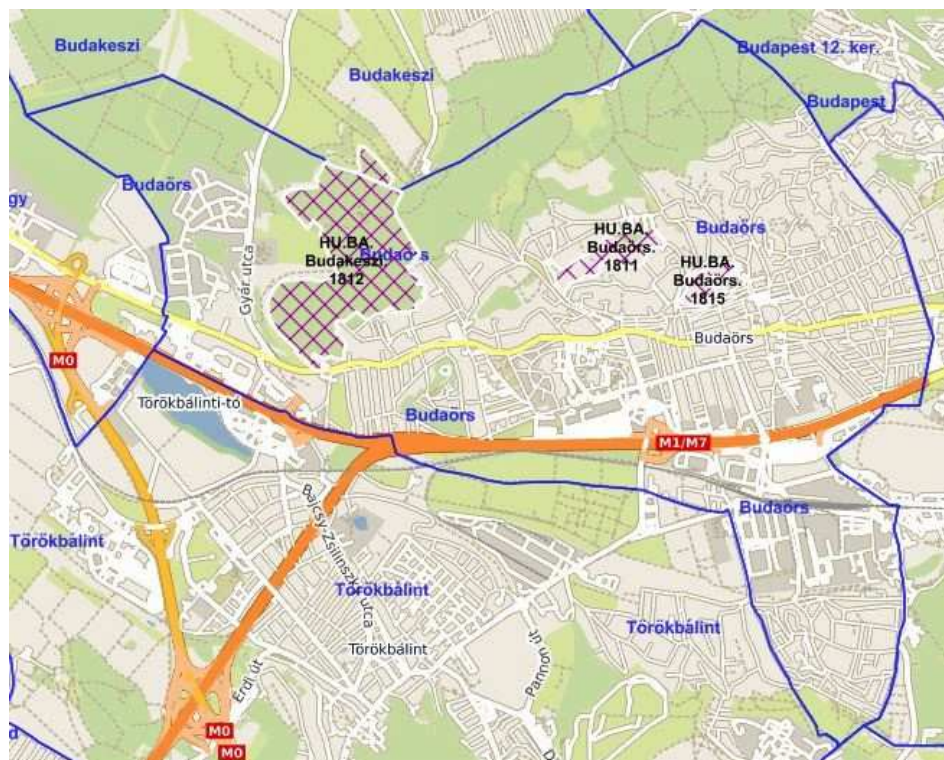 Budakeszi
Budapest 12. ker.
Budakeszi
Budapest
Budaörs
gy
HU.BA.
Budakeszi.
1812
Budaö s
HU.BA.
Budaörs.
1811
Budaörs
HU.BA.
Budaörs.
1815
Gyár utca
Budaörs
M0
Törökbálinti-tó
Budaörs
M1/M7
Bajcsy-Zsilinszky utca
Budaörs
Törökbálint
Törökbálint
Törökbálint
Törökbálint
Pannon út
Érdi út
M0
M0
d
D